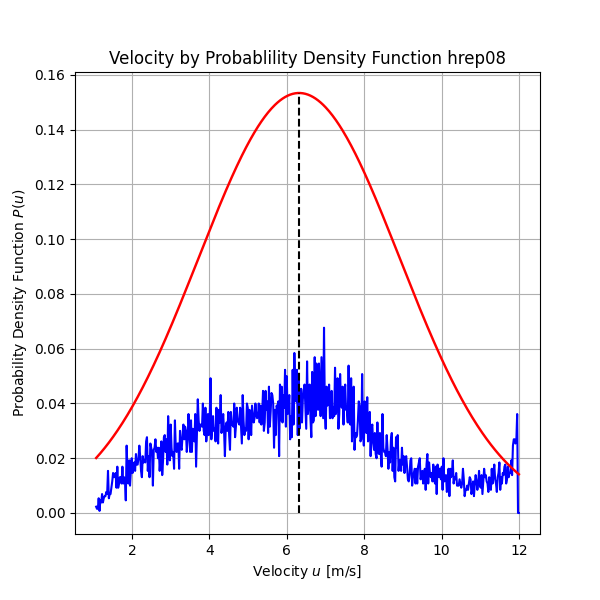 Velocity by Probablility Density Function hrep08
0.16
0.14
0.12
0.10
0.08
0.06
0.04
0.02
0.00
Probability Density Function P(u)
2 4 6 8 10 12
Velocity u [m/s]